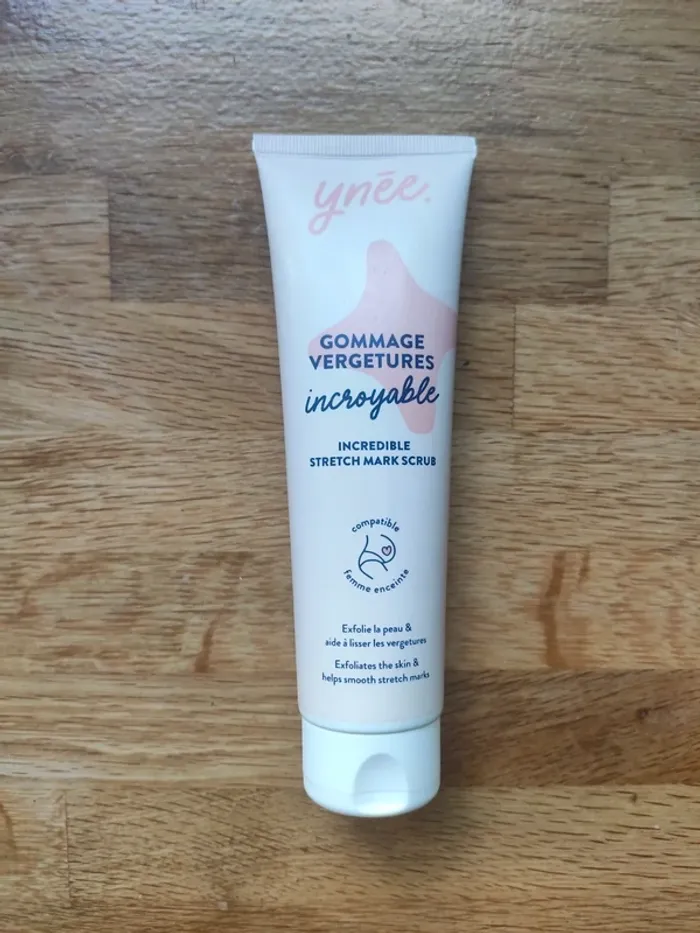 ynēe.
GOMMAGE
VERGETURES
incroyable
INCREDIBLE
STRETCH MARK SCRUB
compatible
femme enceinte
Exfolie la peau &
aide à lisser les vergetures
Exfoliates the skin &
helps smooth stretch marks